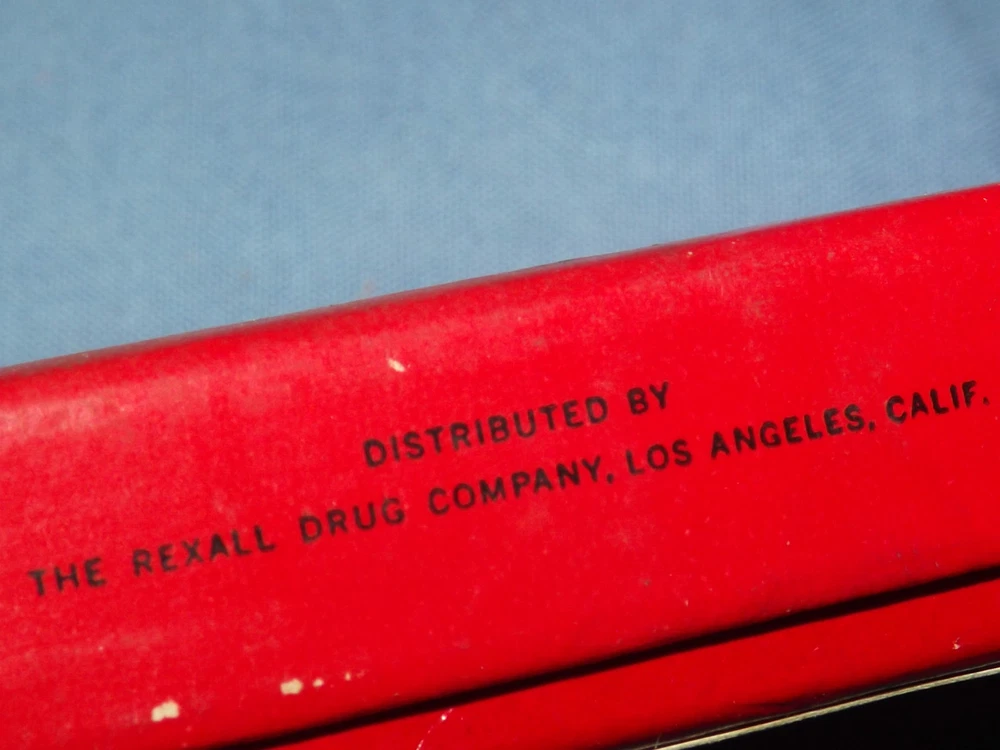 DISTRIBUTED BY
THE REXALL DRUG COMPANY, LOS ANGELES, CALIF.